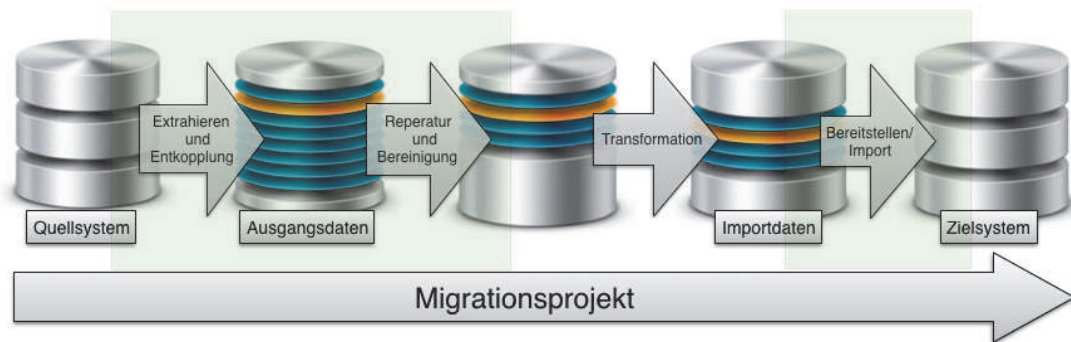 Extrahieren
und
Entkopplung
Reperatur
und
Bereinigung
Transformation
Bereitstellen/
Import
Quellsystem
Ausgangsdaten
Importdaten
Zielsystem
Migrationsprojekt